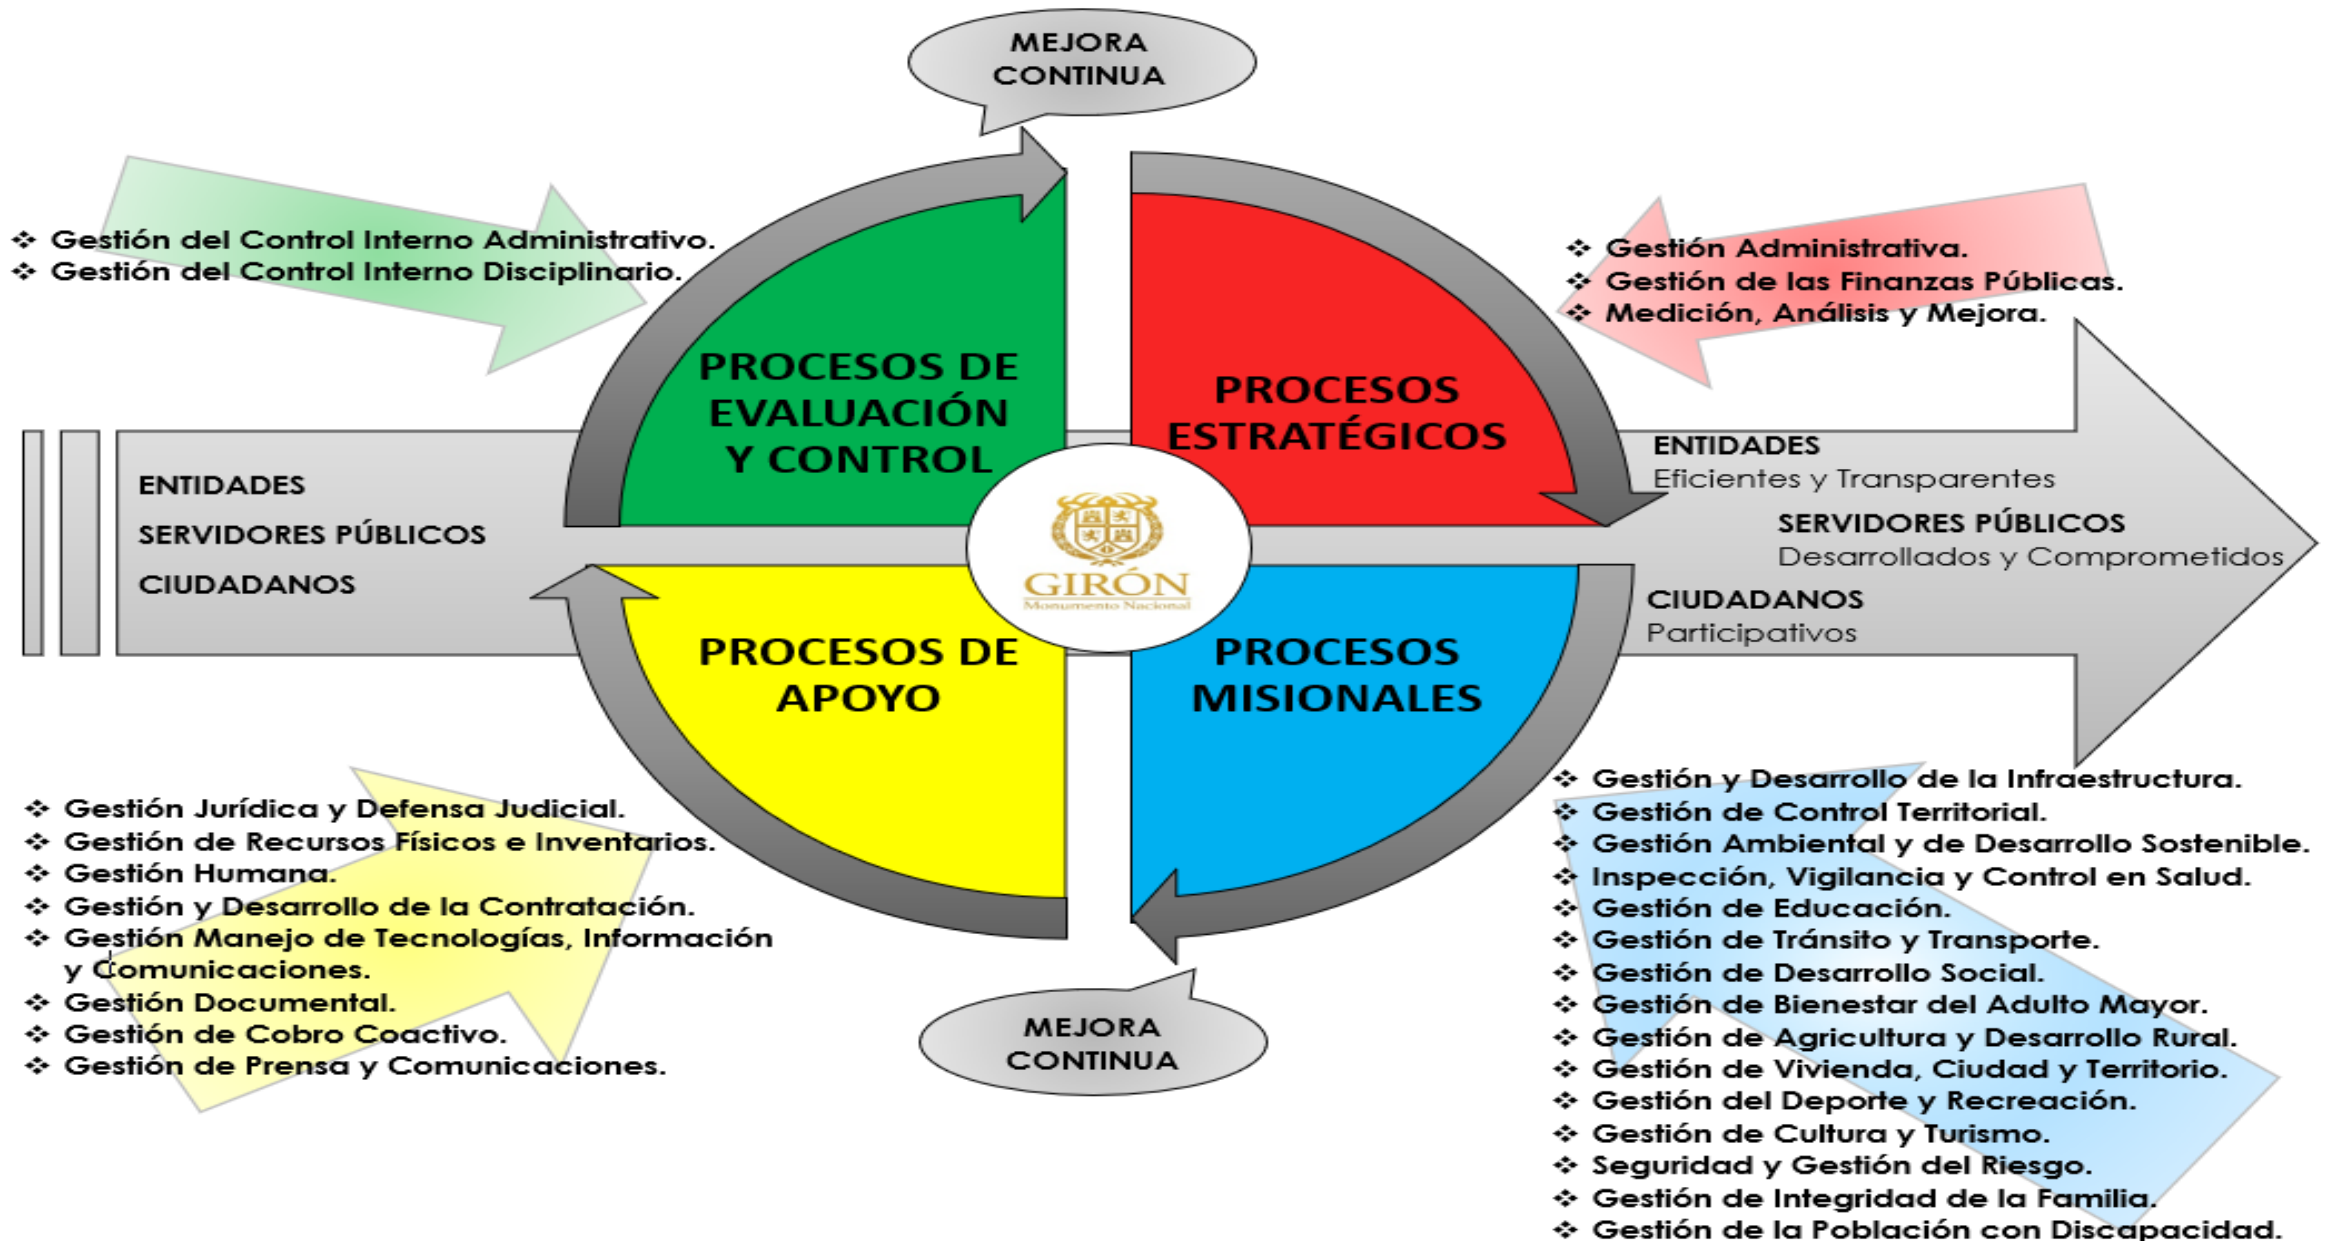 MEJORA
CONTINUA
❖ Gestión del Control Interno Administrativo.
❖ Gestión del Control Interno Disciplinario.
❖ Gestión Administrativa.
❖ Gestión de las Finanzas Públicas.
❖ Medición, Análisis y Mejora.
PROCESOS DE
EVALUACIÓN
Y CONTROL
PROCESOS
ESTRATÉGICOS
ENTIDADES
SERVIDORES PÚBLICOS
CIUDADANOS
GIRÓN
Monumento Nacional
ENTIDADES
Eficientes y Transparentes
SERVIDORES PÚBLICOS
Desarrollados y Comprometidos
CIUDADANOS
Participativos
PROCESOS DE
APOYO
PROCESOS
MISIONALES
❖ Gestión Jurídica y Defensa Judicial.
❖ Gestión de Recursos Físicos e Inventarios.
❖ Gestión Humana.
❖ Gestión y Desarrollo de la Contratación.
❖ Gestión Manejo de Tecnologías, Información
y Comunicaciones.
❖ Gestión Documental.
❖ Gestión de Cobro Coactivo.
❖ Gestión de Prensa y Comunicaciones.
MEJORA
CONTINUA
❖ Gestión y Desarrollo de la Infraestructura.
❖ Gestión de Control Territorial.
❖ Gestión Ambiental y de Desarrollo Sostenible.
❖ Inspección, Vigilancia y Control en Salud.
❖ Gestión de Educación.
❖ Gestión de Tránsito y Transporte.
❖ Gestión de Desarrollo Social.
❖ Gestión de Bienestar del Adulto Mayor.
❖ Gestión de Agricultura y Desarrollo Rural.
❖ Gestión de Vivienda, Ciudad y Territorio.
❖ Gestión del Deporte y Recreación.
❖ Gestión de Cultura y Turismo.
❖ Seguridad y Gestión del Riesgo.
❖ Gestión de Integridad de la Familia.
❖ Gestión de la Población con Discapacidad.